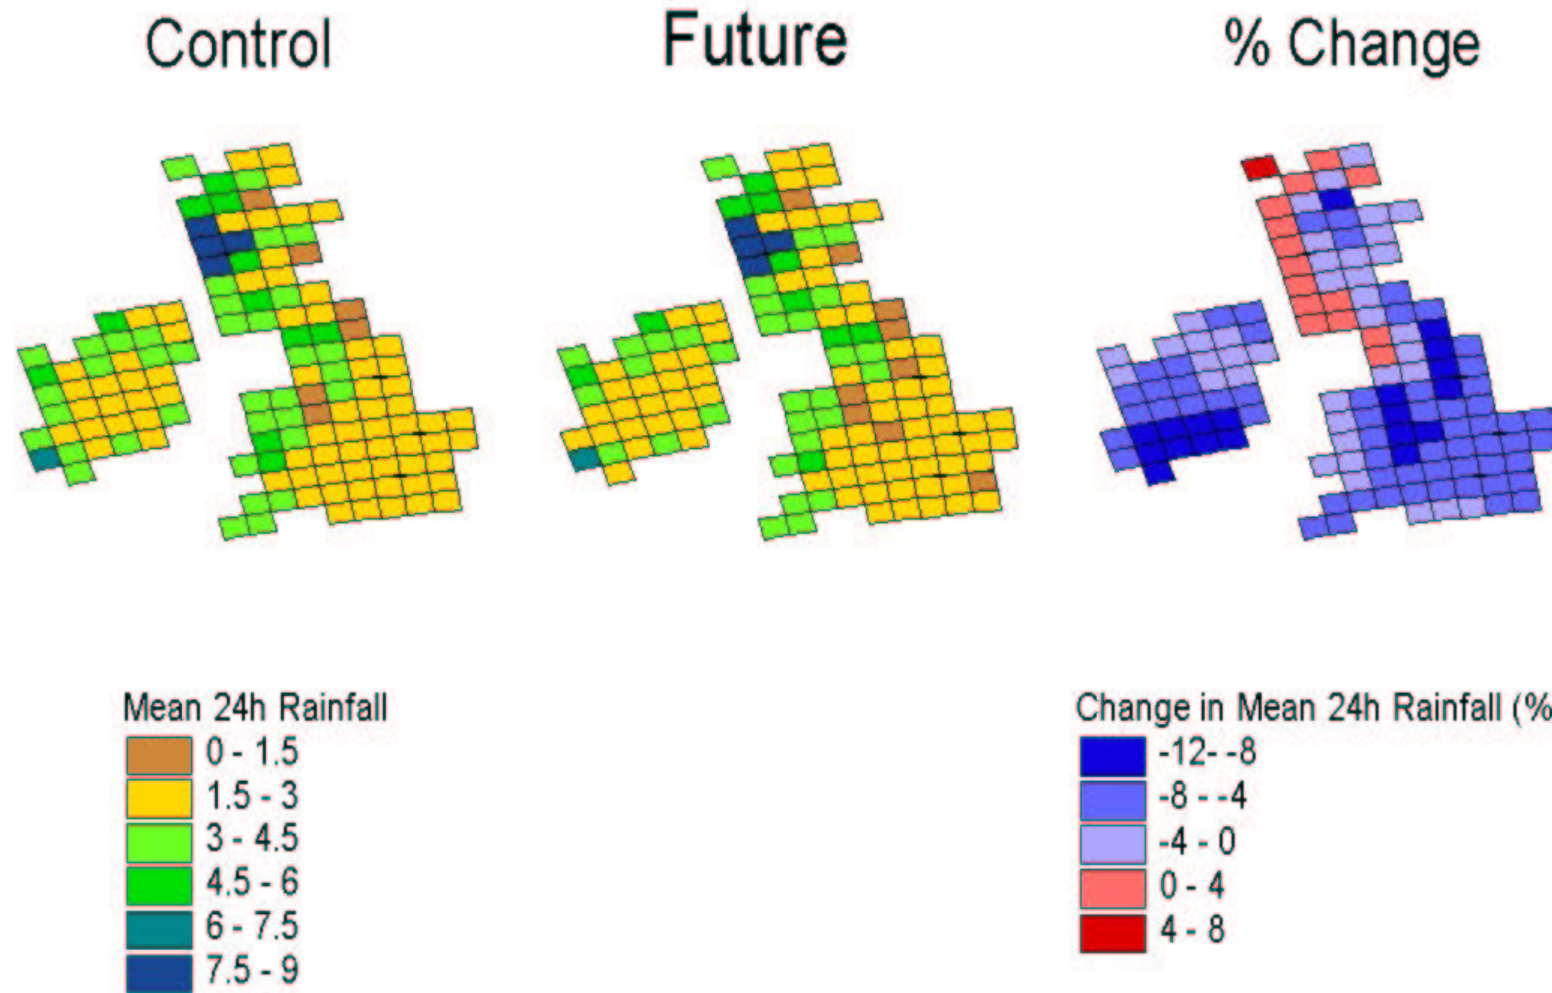 Control
Future
% Change
Mean 24h Rainfall
0 - 1.5
1.5 - 3
3 - 4.5
4.5 - 6
6 - 7.5
7.5 - 9
Change in Mean 24h Rainfall (%
-12- -8
-8 - -4
-4 - 0
0 - 4
4 - 8